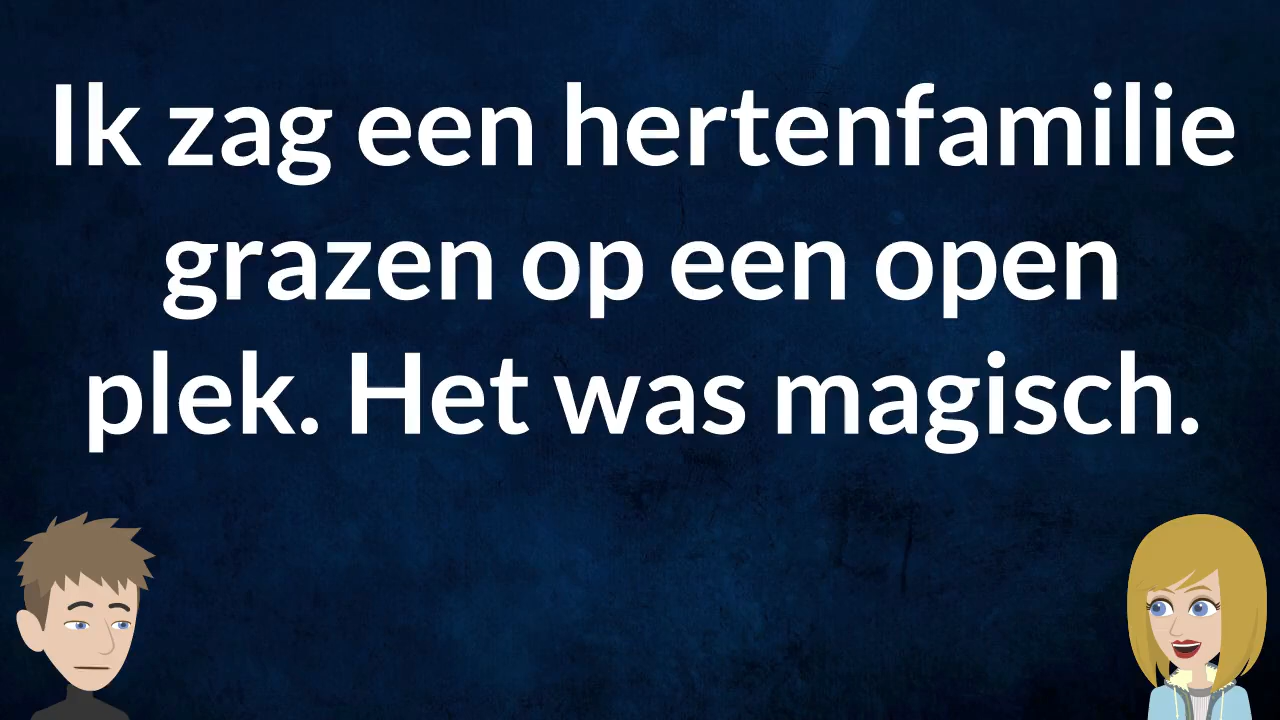 Ik zag een hertenfamilie
grazen op een open
plek. Het was magisch.